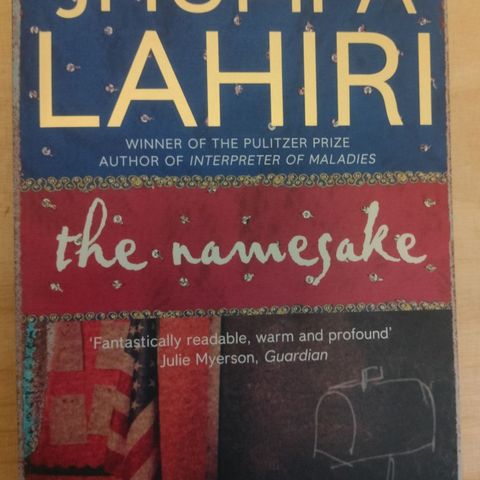 JHUMPA
LAHIRI
WINNER OF THE PULITZER PRIZE
AUTHOR OF INTERPRETER OF MALADIES
the namesake
'Fantastically readable, warm and profound'
Julie Myerson, Guardian